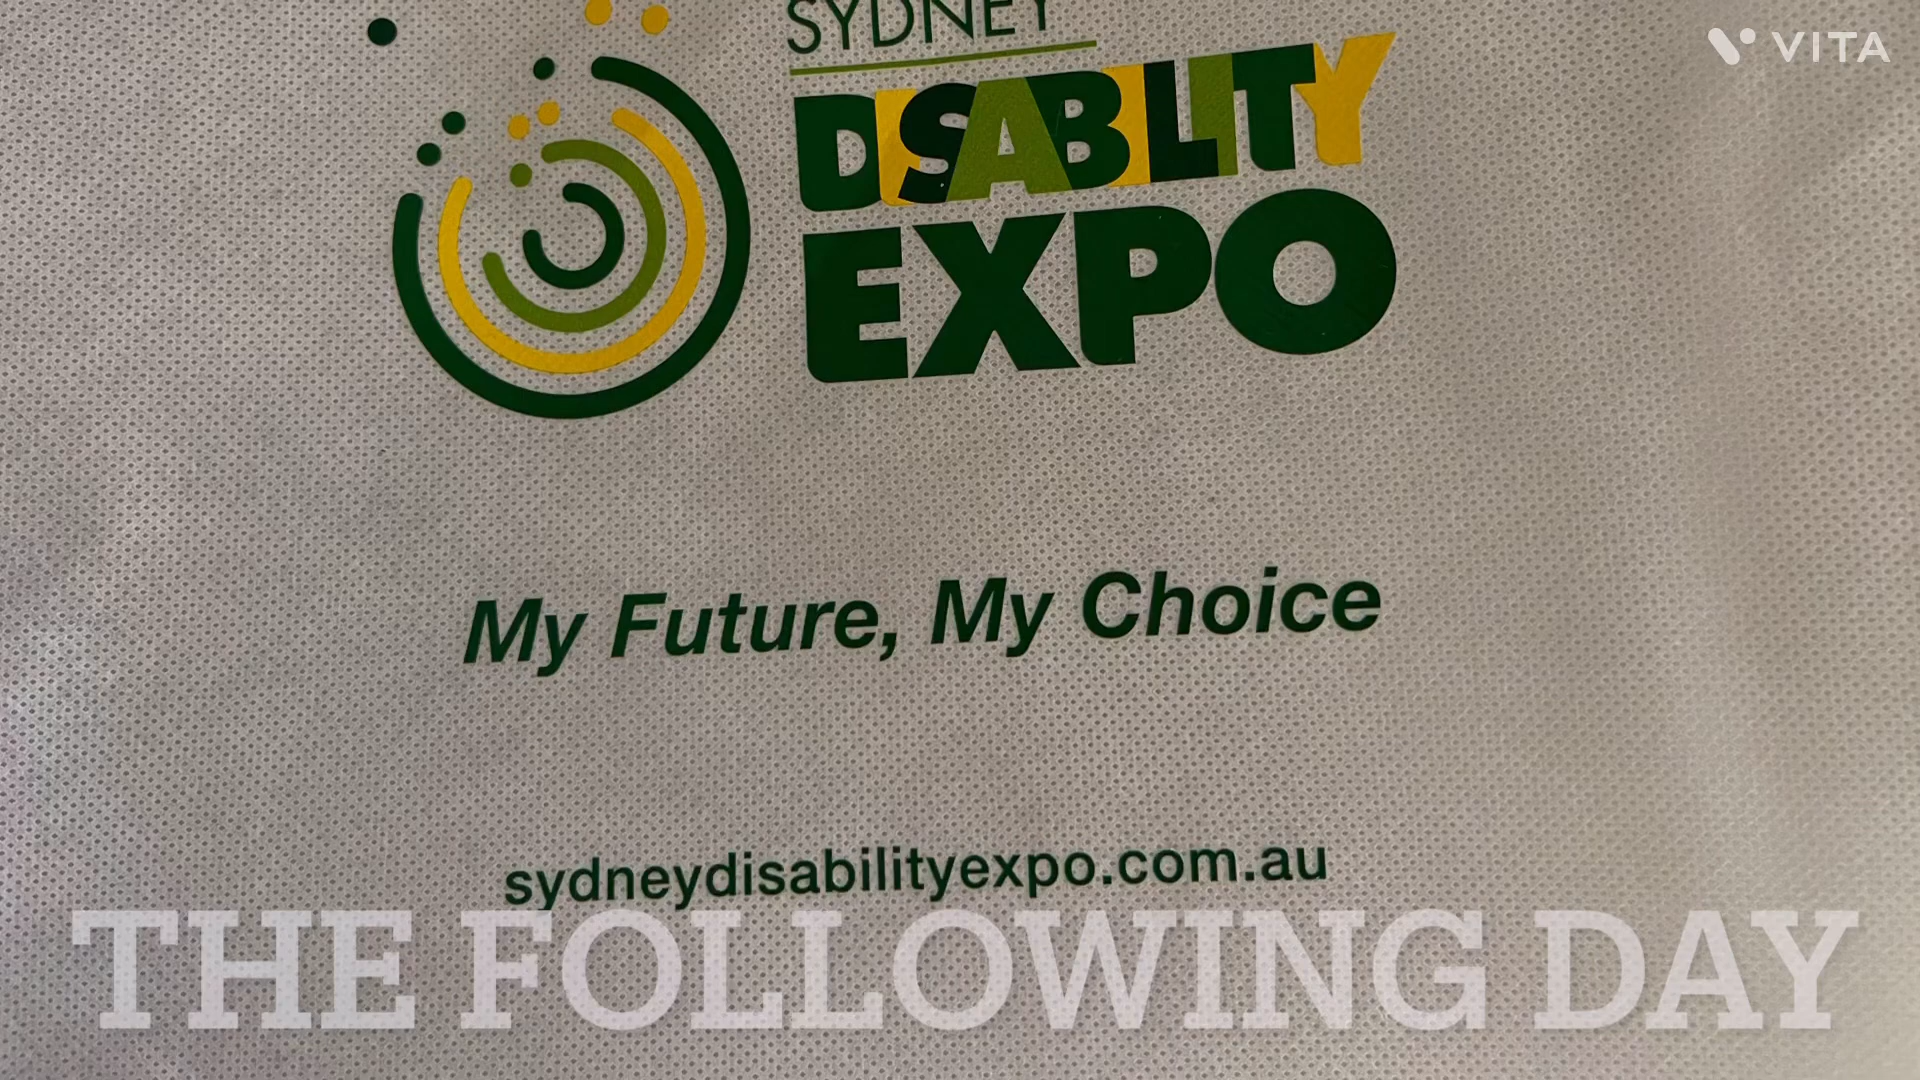 SYDNEY
VITA
DISABILITY
EXPO
My Future, My Choice
sydneydisabilityexpo.com.au
THE FOLLOWING DAY